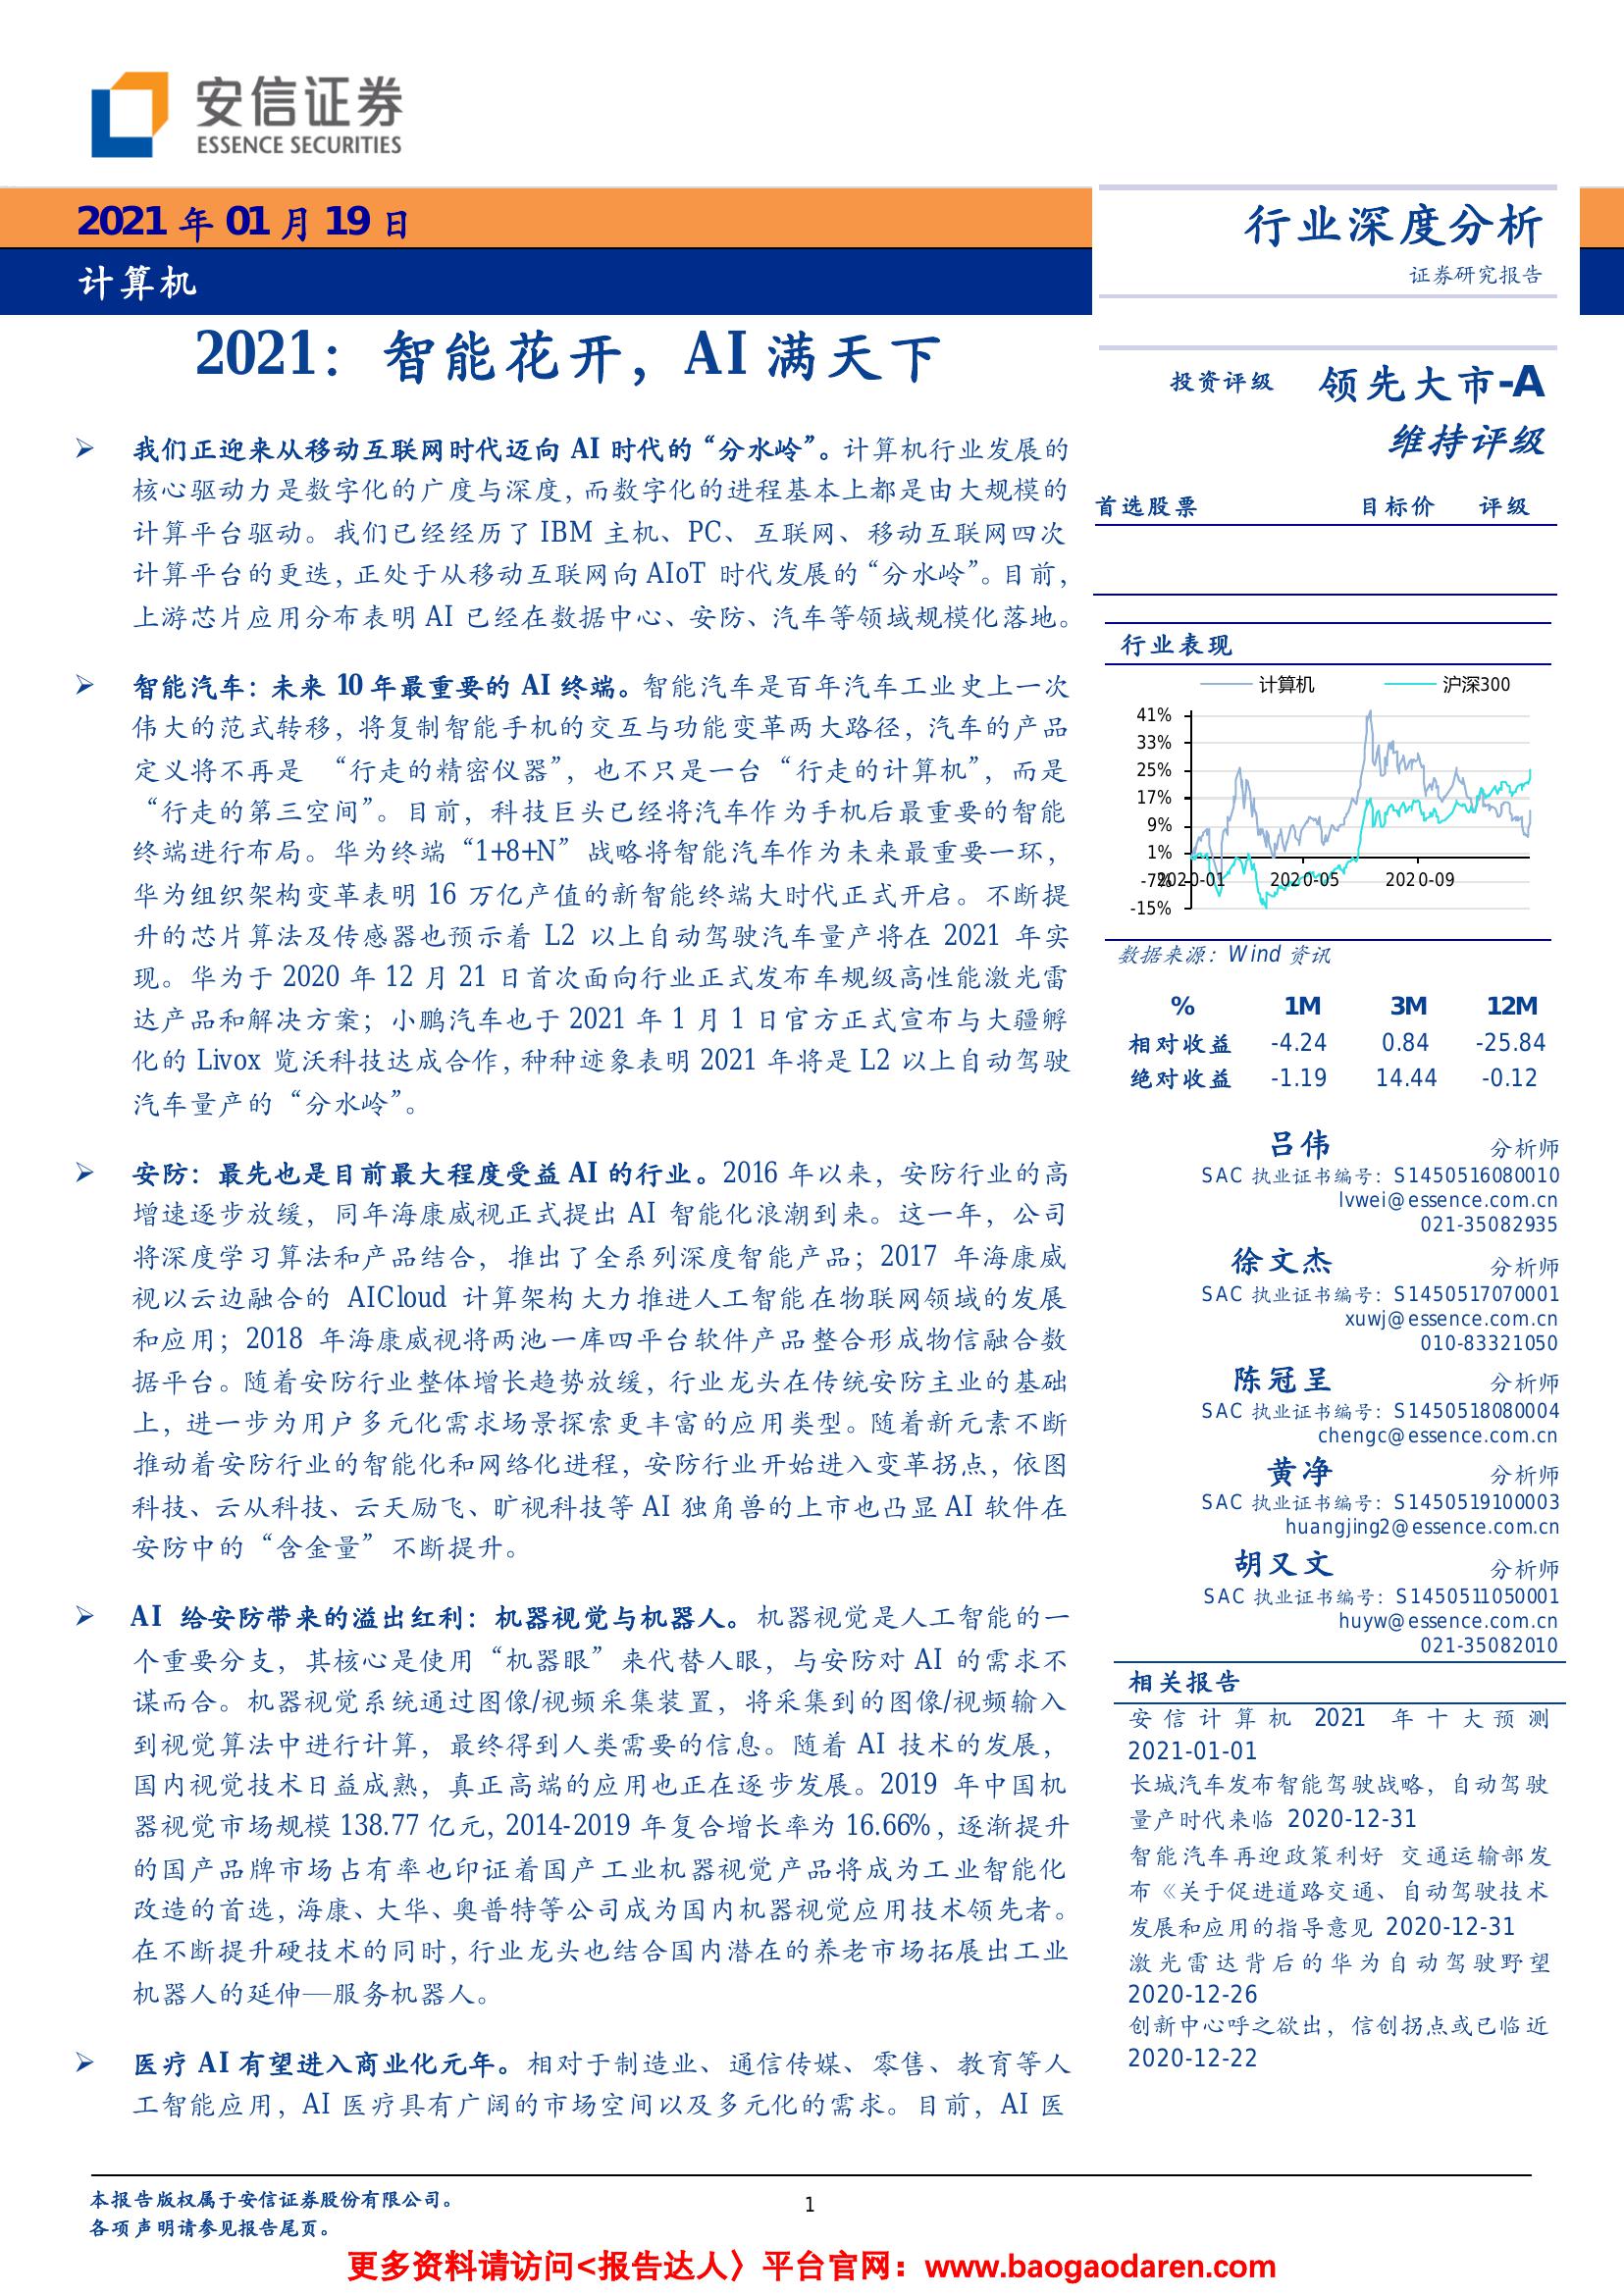 安信证券
ESSENCE SECURITIES
2021 年 01 月 19 日
计算机
行业深度分析
证券研究报告
2021：智能花开，AI 满天下
➢ 我们正迎来从移动互联网时代迈向 AI 时代的“分水岭”。计算机行业发展的
核心驱动力是数字化的广度与深度，而数字化的进程基本上都是由大规模的
计算平台驱动。我们已经经历了 IBM 主机、PC、互联网、移动互联网四次
计算平台的更迭，正处于从移动互联网向 AIoT 时代发展的“分水岭”。目前，
上游芯片应用分布表明 AI 已经在数据中心、安防、汽车等领域规模化落地。
➢ 智能汽车：未来 10 年最重要的 AI 终端。智能汽车是百年汽车工业史上一次
伟大的范式转移，将复制智能手机的交互与功能变革两大路径，汽车的产品
定义将不再是 “行走的精密仪器”，也不只是一台“行走的计算机”，而是
“行走的第三空间”。目前，科技巨头已经将汽车作为手机后最重要的智能
终端进行布局。华为终端“1+8+N”战略将智能汽车作为未来最重要一环，
华为组织架构变革表明 16 万亿产值的新智能终端大时代正式开启。不断提
升的芯片算法及传感器也预示着 L2 以上自动驾驶汽车量产将在 2021 年实
现。华为于 2020 年 12 月 21 日首次面向行业正式发布车规级高性能激光雷
达产品和解决方案；小鹏汽车也于 2021 年 1 月 1 日官方正式宣布与大疆孵
化的 Livox 览沃科技达成合作，种种迹象表明 2021 年将是 L2 以上自动驾驶
汽车量产的“分水岭”。
➢ 安防：最先也是目前最大程度受益 AI 的行业。2016 年以来，安防行业的高
增速逐步放缓，同年海康威视正式提出 AI 智能化浪潮到来。这一年，公司
将深度学习算法和产品结合，推出了全系列深度智能产品；2017 年海康威
视以云边融合的 AICloud 计算架构大力推进人工智能在物联网领域的发展
和应用；2018 年海康威视将两池一库四平台软件产品整合形成物信融合数
据平台。随着安防行业整体增长趋势放缓，行业龙头在传统安防主业的基础
上，进一步为用户多元化需求场景探索更丰富的应用类型。随着新元素不断
推动着安防行业的智能化和网络化进程，安防行业开始进入变革拐点，依图
科技、云从科技、云天励飞、旷视科技等 AI 独角兽的上市也凸显 AI 软件在
安防中的“含金量”不断提升。
➢ AI 给安防带来的溢出红利：机器视觉与机器人。机器视觉是人工智能的一
个重要分支，其核心是使用“机器眼”来代替人眼，与安防对 AI 的需求不
谋而合。机器视觉系统通过图像/视频采集装置，将采集到的图像/视频输入
到视觉算法中进行计算，最终得到人类需要的信息。随着 AI 技术的发展，
国内视觉技术日益成熟，真正高端的应用也正在逐步发展。2019 年中国机
器视觉市场规模 138.77 亿元，2014-2019 年复合增长率为 16.66%，逐渐提升
的国产品牌市场占有率也印证着国产工业机器视觉产品将成为工业智能化
改造的首选，海康、大华、奥普特等公司成为国内机器视觉应用技术领先者。
在不断提升硬技术的同时，行业龙头也结合国内潜在的养老市场拓展出工业
机器人的延伸—服务机器人。
➢ 医疗 AI 有望进入商业化元年。相对于制造业、通信传媒、零售、教育等人
工智能应用，AI 医疗具有广阔的市场空间以及多元化的需求。目前，AI 医
投资评级 领先大市-A
维持评级
首选股票 目标价 评级
行业表现
计算机 沪深300
41%
33%
25%
17%
9%
1%
-7%
-15%
2020-01 2020-05 2020-09
数据来源：Wind 资讯
% 1M 3M 12M
相对收益 -4.24 0.84 -25.84
绝对收益 -1.19 14.44 -0.12
吕伟 分析师
SAC 执业证书编号：S1450516080010
lvwei@essence.com.cn
021-35082935
徐文杰 分析师
SAC 执业证书编号：S1450517070001
xuwj@essence.com.cn
010-83321050
陈冠呈 分析师
SAC 执业证书编号：S1450518080004
chengc@essence.com.cn
黄净 分析师
SAC 执业证书编号：S1450519100003
huangjing2@essence.com.cn
胡又文 分析师
SAC 执业证书编号：S1450511050001
huyw@essence.com.cn
021-35082010
相关报告
安信计算机 2021 年十大预测
2021-01-01
长城汽车发布智能驾驶战略，自动驾驶
量产时代来临 2020-12-31
智能汽车再迎政策利好 交通运输部发
布《关于促进道路交通、自动驾驶技术
发展和应用的指导意见 2020-12-31
激光雷达背后的华为自动驾驶野望
2020-12-26
创新中心呼之欲出，信创拐点或已临近
2020-12-22
本报告版权属于安信证券股份有限公司。
各项声明请参见报告尾页。
1
更多资料请访问<报告达人〉平台官网：www.baogaodaren.com